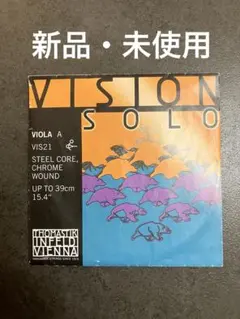 新品・未使用
VISION
SOLO
VIOLA A
VIS21
STEEL CORE,
CHROME
WOUND
UP TO 39cm
15.4"
THOMASTIK
INFELD
VIENNA